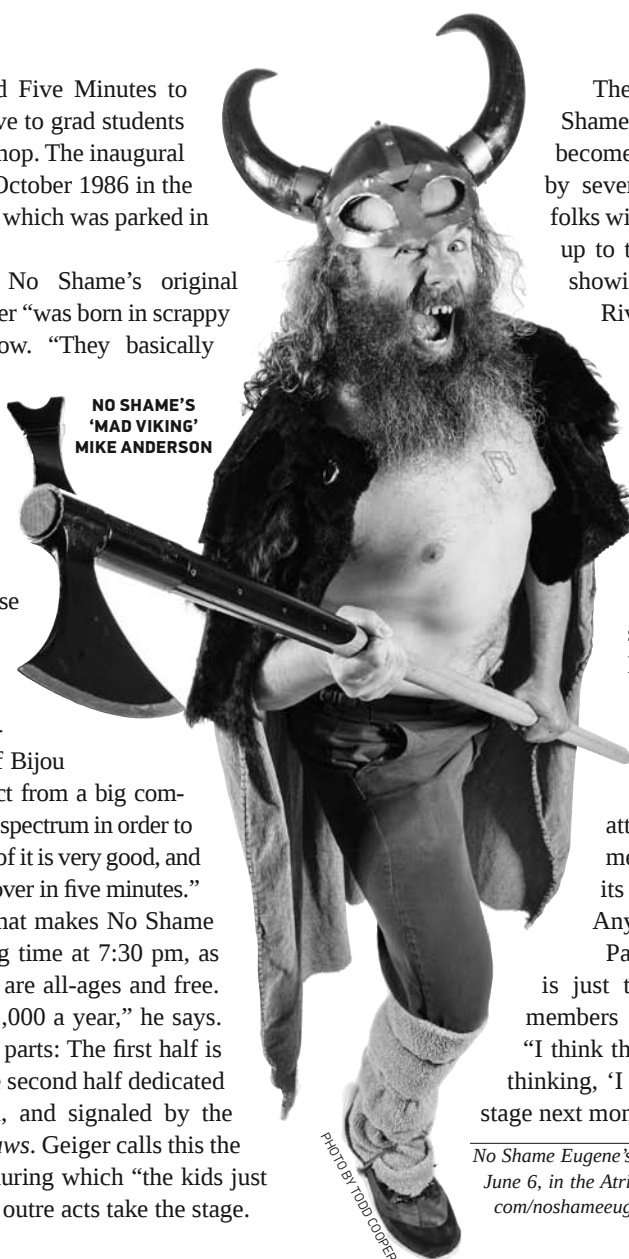 d Five Minutes to
ve to grad students
hop. The inaugural
October 1986 in the
which was parked in
No Shame's original
er “was born in scrappy
ow. “They basically
NO SHAME'S
‘MAD VIKING’
MIKE ANDERSON
se
f Bijou
ct from a big com-
spectrum in order to
of it is very good, and
over in five minutes.”
hat makes No Shame
g time at 7:30 pm, as
are all-ages and free.
,000 a year,” he says.
parts: The first half is
e second half dedicated
, and signaled by the
aws. Geiger calls this the
uring which “the kids just
outre acts take the stage.
PHOTO BY TODD COOPER
The
Shame
become
by sever
folks wi
up to t
showi
Riv
s
att
me
its
Any
Pa
is just t
members
“I think th
thinking, ‘I
stage next mon
No Shame Eugene's
June 6, in the Atri
com/noshameeug